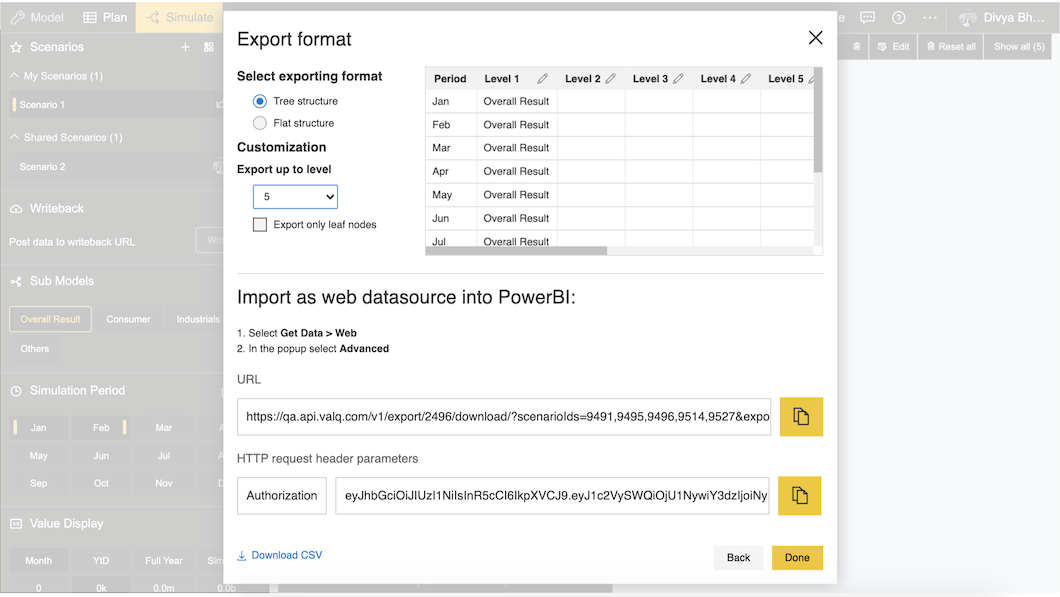 Model
Plan
Simulate
Divya Bh...
Scenarios
Edit
Reset all
Show all (5)
My Scenarios (1)
Scenario 1
Shared Scenarios (1)
Scenario 2
Writeback
Post data to writeback URL
Sub Models
Overall Result
Consumer
Industrials
Others
Simulation Period
Jan
Feb
Mar
May
Jun
Jul
Sep
Oct
Nov
Value Display
Month
YtD
Full Year
Sim
0
0k
0.0m
0.0b
Export format
Select exporting format
Tree structure
Flat structure
Customization
Export up to level
5
Export only leaf nodes
Period Level 1 Level 2 Level 3 Level 4 Level 5
Jan Overall Result
Feb Overall Result
Mar Overall Result
Apr Overall Result
May Overall Result
Jun Overall Result
Jul Overall Result
Import as web datasource into PowerBI:
1. Select Get Data > Web
2. In the popup select Advanced
URL
https://qa.api.valq.com/v1/export/2496/download/?scenarioIds=9491,9495,9496,9514,9527&expo
HTTP request header parameters
Authorization
Download CSV
Back
Done